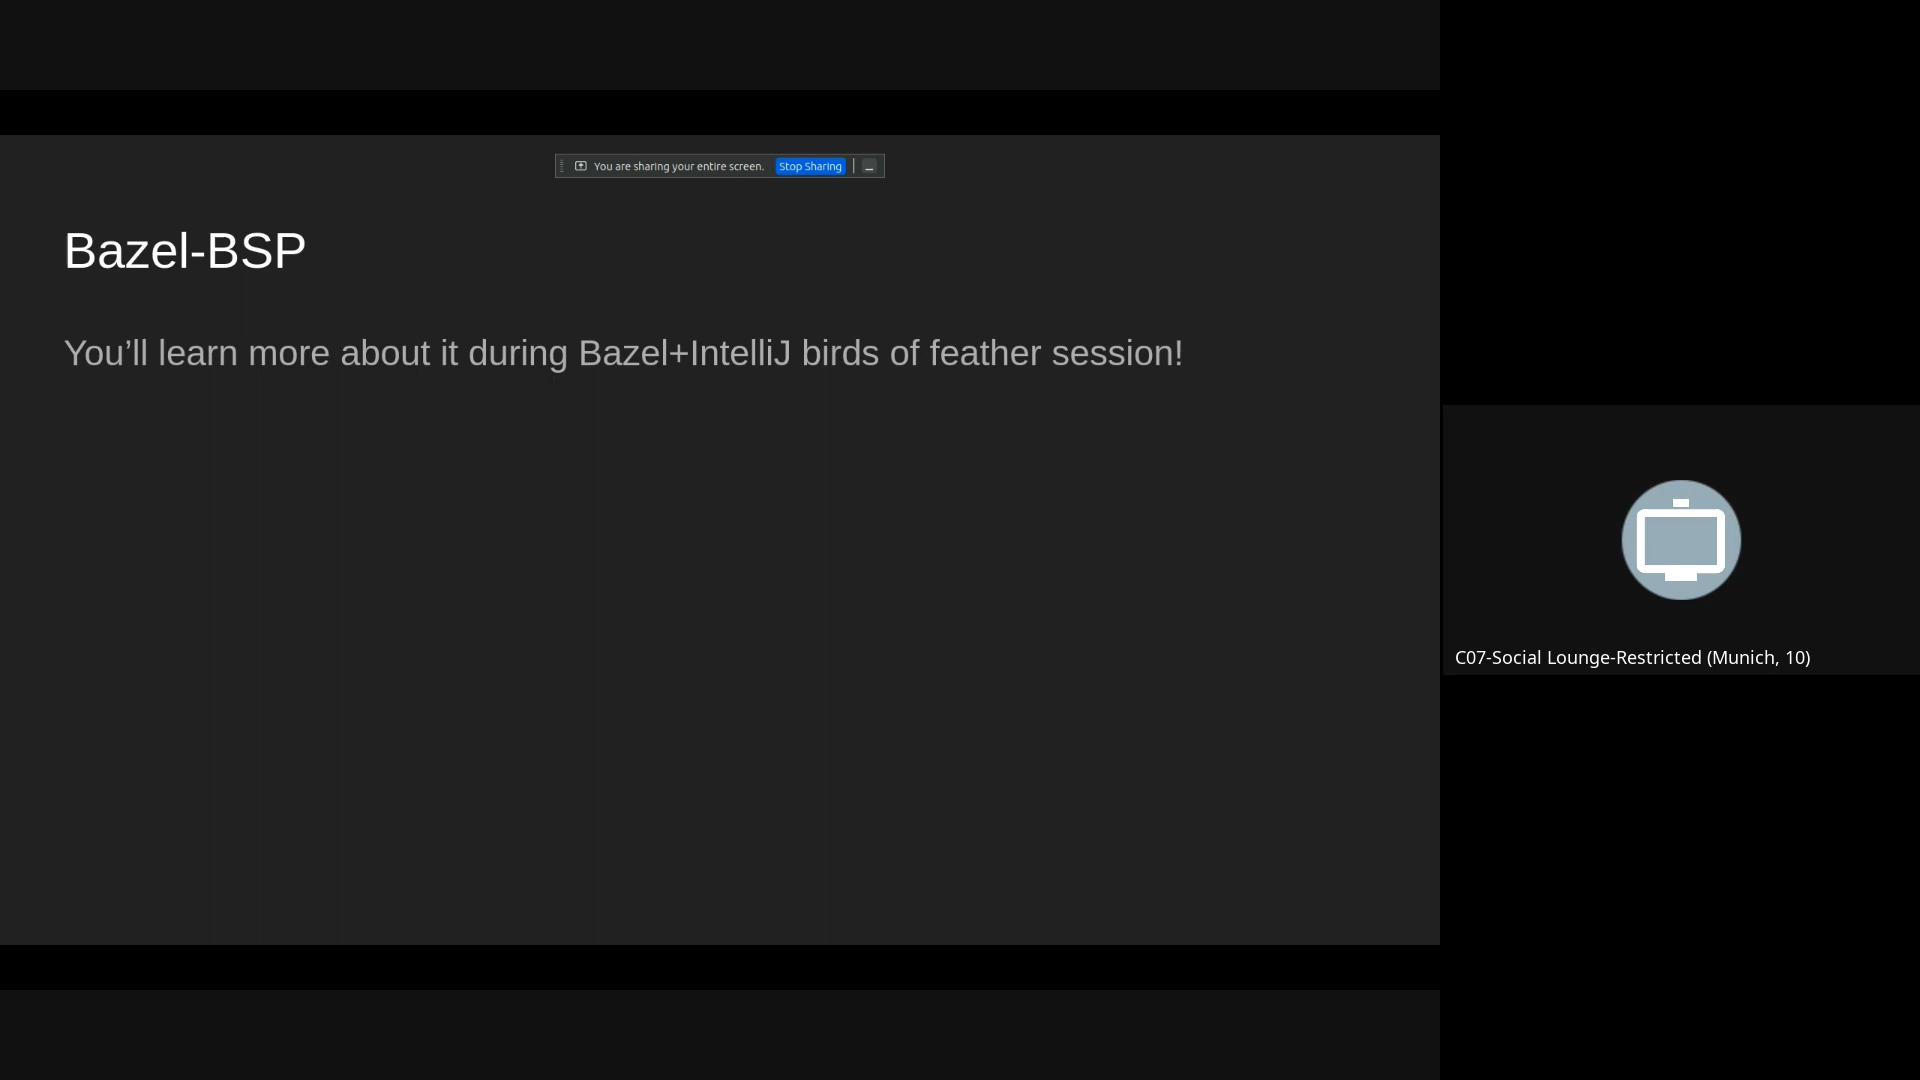 You are sharing your entire screen. Stop Sharing
Bazel-BSP
You’ll learn more about it during Bazel+IntelliJ birds of feather session!
C07-Social Lounge-Restricted (Munich, 10)